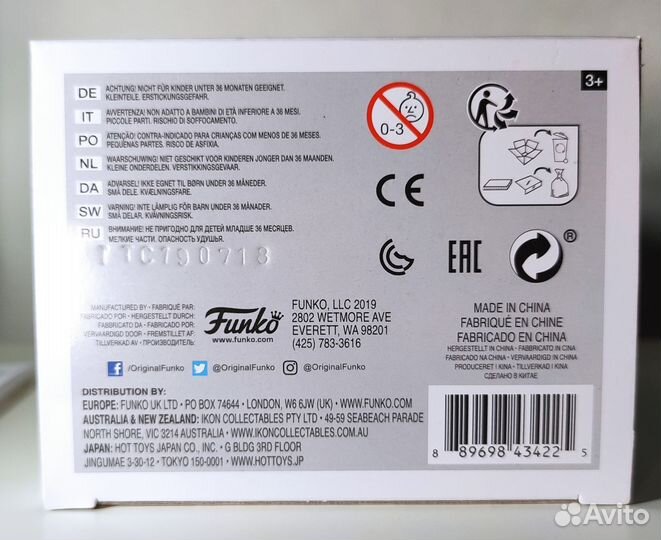 DE ACHTUNG! NICHT FÜR KINDER UNTER 36 MONATEN GEEIGNET.
KLEINTEILE. ERSTICKUNGSGEFAHR.
IT AVVERTENZA! NON ADATTO A BAMBINI DI ETÀ INFERIORE A 36 MESI.
PICCOLE PARTI. RISCHIO DI SOFFOCAMENTO.
PO ATENÇÃO! CONTRA-INDICADO PARA CRIANÇAS COM MENOS DE 36 MESES.
PEQUENAS PARTES. RISCO DE ASFIXIA.
NL WAARSCHUWING! NIET GESCHIKT VOOR KINDEREN JONGER DAN 36 MAANDEN.
KLEINE ONDERDELEN. VERSTIKKINGSGEVAAR.
DA ADVARSEL! IKKE EGNET TIL BØRN UNDER 36 MÅNEDER.
SMÅ DELE. KVÆLNINGSFARE.
SW VARNING! INTE LÄMPLIG FÖR BARN UNDER 36 MÅNADER.
SMÅ DELAR. KVÄVNINGSRISK.
RU ВНИМАНИЕ! НЕ ПРИГОДНО ДЛЯ ДЕТЕЙ МЛАДШЕ 36 МЕСЯЦЕВ.
МЕЛКИЕ ЧАСТИ. ОПАСНОСТЬ УДУШЬЯ.
0-3
3+
CE
EAC
®
MANUFACTURED BY • FABRIQUÉ PAR:
FABRICADO POR • HERGESTELLT DURCH:
FABBRICATO DA • FABRICADO POR:
VERVAARDIGD DOOR • FREMSTILLET AF:
TILLVERKAD AV • ПРОИЗВОДИТЕЛЬ:
Funko
www.funko.com
FUNKO, LLC 2019
2802 WETMORE AVE
EVERETT, WA 98201
(425) 783-3616
MADE IN CHINA
FABRIQUÉ EN CHINE
FABRICADO EN CHINA
HERGESTELLT IN CHINA • FABBRICATO IN CINA
FABRICADO NA CHINA • VERVAARDIGD IN CHINA
PRODUCERET I KINA • TILLVERKAD I KINA
СДЕЛАНО В КИТАЕ
/OriginalFunko @OriginalFunko @OriginalFunko
DISTRIBUTION BY:
EUROPE: FUNKO UK LTD • PO BOX 74644 • LONDON, W6 6JW (UK) • WWW.FUNKO.COM
AUSTRALIA & NEW ZEALAND: IKON COLLECTABLES PTY LTD • 49-59 SEABEACH PARADE
NORTH SHORE, VIC 3214 AUSTRALIA • WWW.IKONCOLLECTABLES.COM.AU
JAPAN: HOT TOYS JAPAN CO., INC. • G BLDG 3RD FLOOR
JINGUMAE 3-30-12 • TOKYO 150-0001 • WWW.HOTTOYS.JP
8 89698 43422 5
Avito